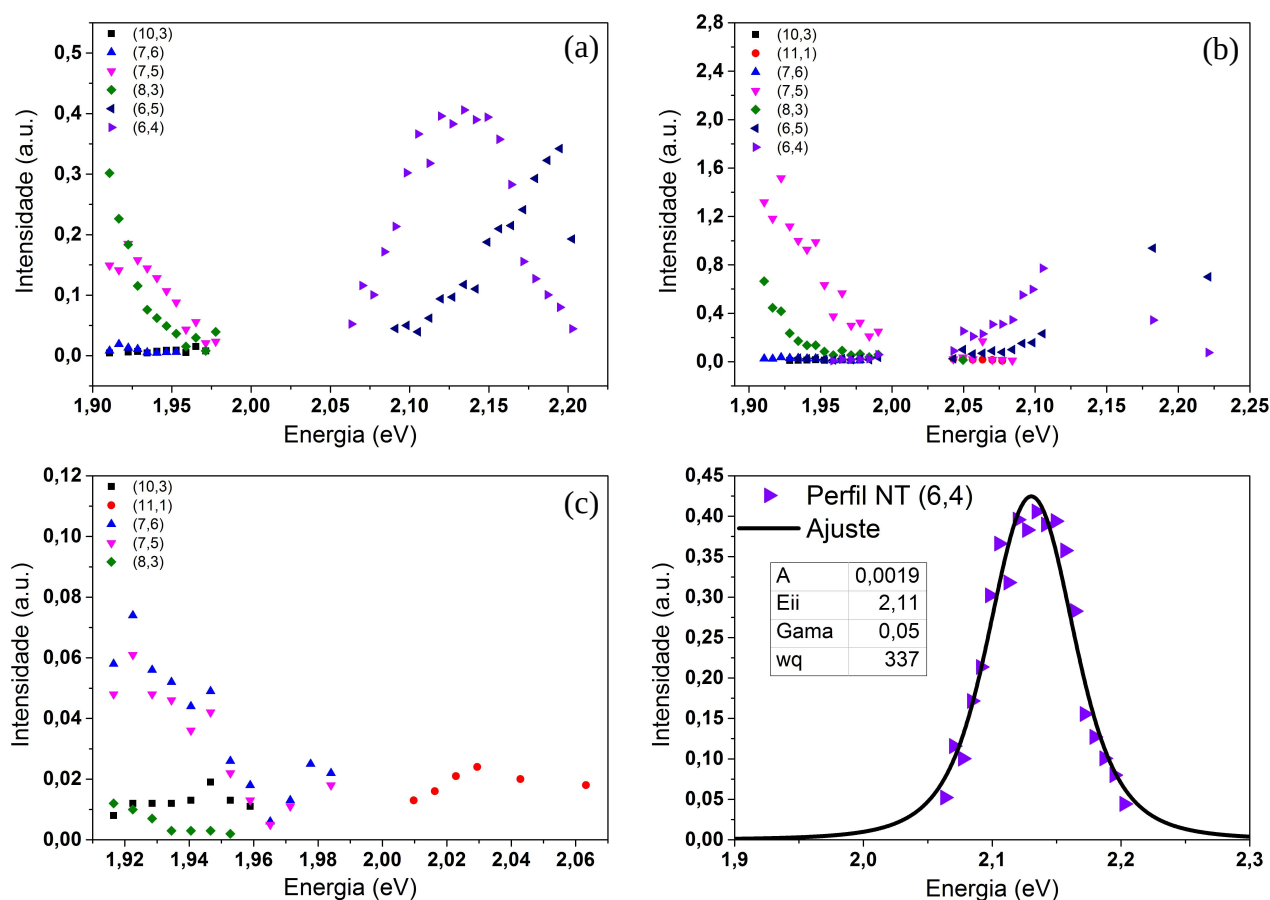 (a)
(10,3)
(7,6)
(7,5)
(8,3)
(6,5)
(6,4)
0,5
0,4
0,3
0,2
0,1
0,0
Intensidade (a.u.)
1,90 1,95 2,00 2,05 2,10 2,15 2,20
Energia (eV)
(b)
(10,3)
(11,1)
(7,6)
(7,5)
(8,3)
(6,5)
(6,4)
2,8
2,4
2,0
1,6
1,2
0,8
0,4
0,0
Intensidade (a.u.)
1,90 1,95 2,00 2,05 2,10 2,15 2,20 2,25
Energia (eV)
(c)
(10,3)
(11,1)
(7,6)
(7,5)
(8,3)
0,12
0,10
0,08
0,06
0,04
0,02
0,00
Intensidade (a.u.)
1,92 1,94 1,96 1,98 2,00 2,02 2,04 2,06
Energia (eV)
Perfil NT (6,4)
Ajuste
A 0,0019
Eii 2,11
Gama 0,05
wq 337
0,45
0,40
0,35
0,30
0,25
0,20
0,15
0,10
0,05
0,00
Intensidade (a.u.)
1,9 2,0 2,1 2,2 2,3
Energia (eV)